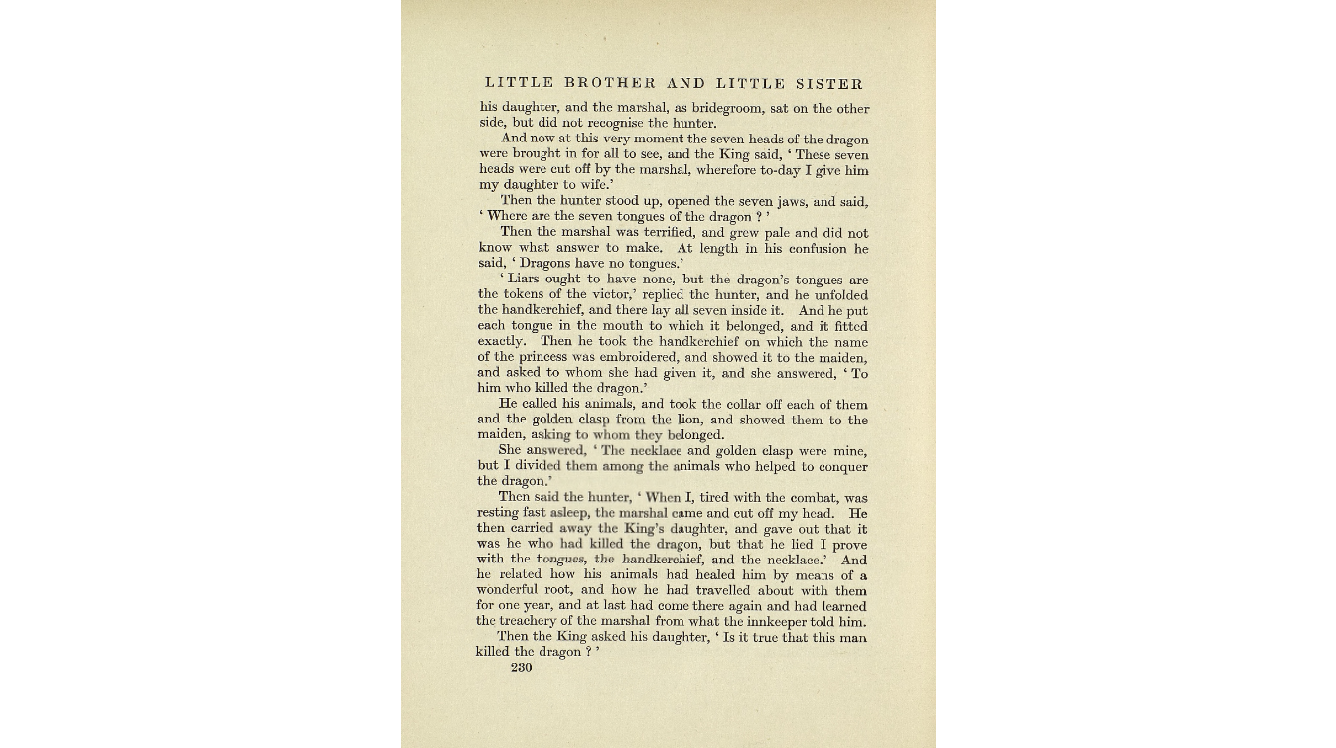 LITTLE BROTHER AND LITTLE SISTER
his daughter, and the marshal, as bridegroom, sat on the other
side, but did not recognise the hunter.
And now at this very moment the seven heads of the dragon
were brought in for all to see, and the King said, ‘ These seven
heads were cut off by the marshal, wherefore to-day I give him
my daughter to wife.’
Then the hunter stood up, opened the seven jaws, and said,
‘ Where are the seven tongues of the dragon ? ’
Then the marshal was terrified, and grew pale and did not
know what answer to make. At length in his confusion he
said, ‘ Dragons have no tongues.’
‘ Liars ought to have none, but the dragon’s tongues are
the tokens of the victor,’ replied the hunter, and he unfolded
the handkerchief, and there lay all seven inside it. And he put
each tongue in the mouth to which it belonged, and it fitted
exactly. Then he took the handkerchief on which the name
of the princess was embroidered, and showed it to the maiden,
and asked to whom she had given it, and she answered, ‘ To
him who killed the dragon.’
He called his animals, and took the collar off each of them
and the golden clasp from the lion, and showed them to the
maiden, asking to whom they belonged.
She answered, ‘ The necklace and golden clasp were mine,
but I divided them among the animals who helped to conquer
the dragon.’
Then said the hunter, ‘ When I, tired with the combat, was
resting fast asleep, the marshal came and cut off my head. He
then carried away the King’s daughter, and gave out that it
was he who had killed the dragon, but that he lied I prove
with the tongues, the handkerchief, and the necklace.’ And
he related how his animals had healed him by means of a
wonderful root, and how he had travelled about with them
for one year, and at last had come there again and had learned
the treachery of the marshal from what the innkeeper told him.
Then the King asked his daughter, ‘ Is it true that this man
killed the dragon ? ’
230